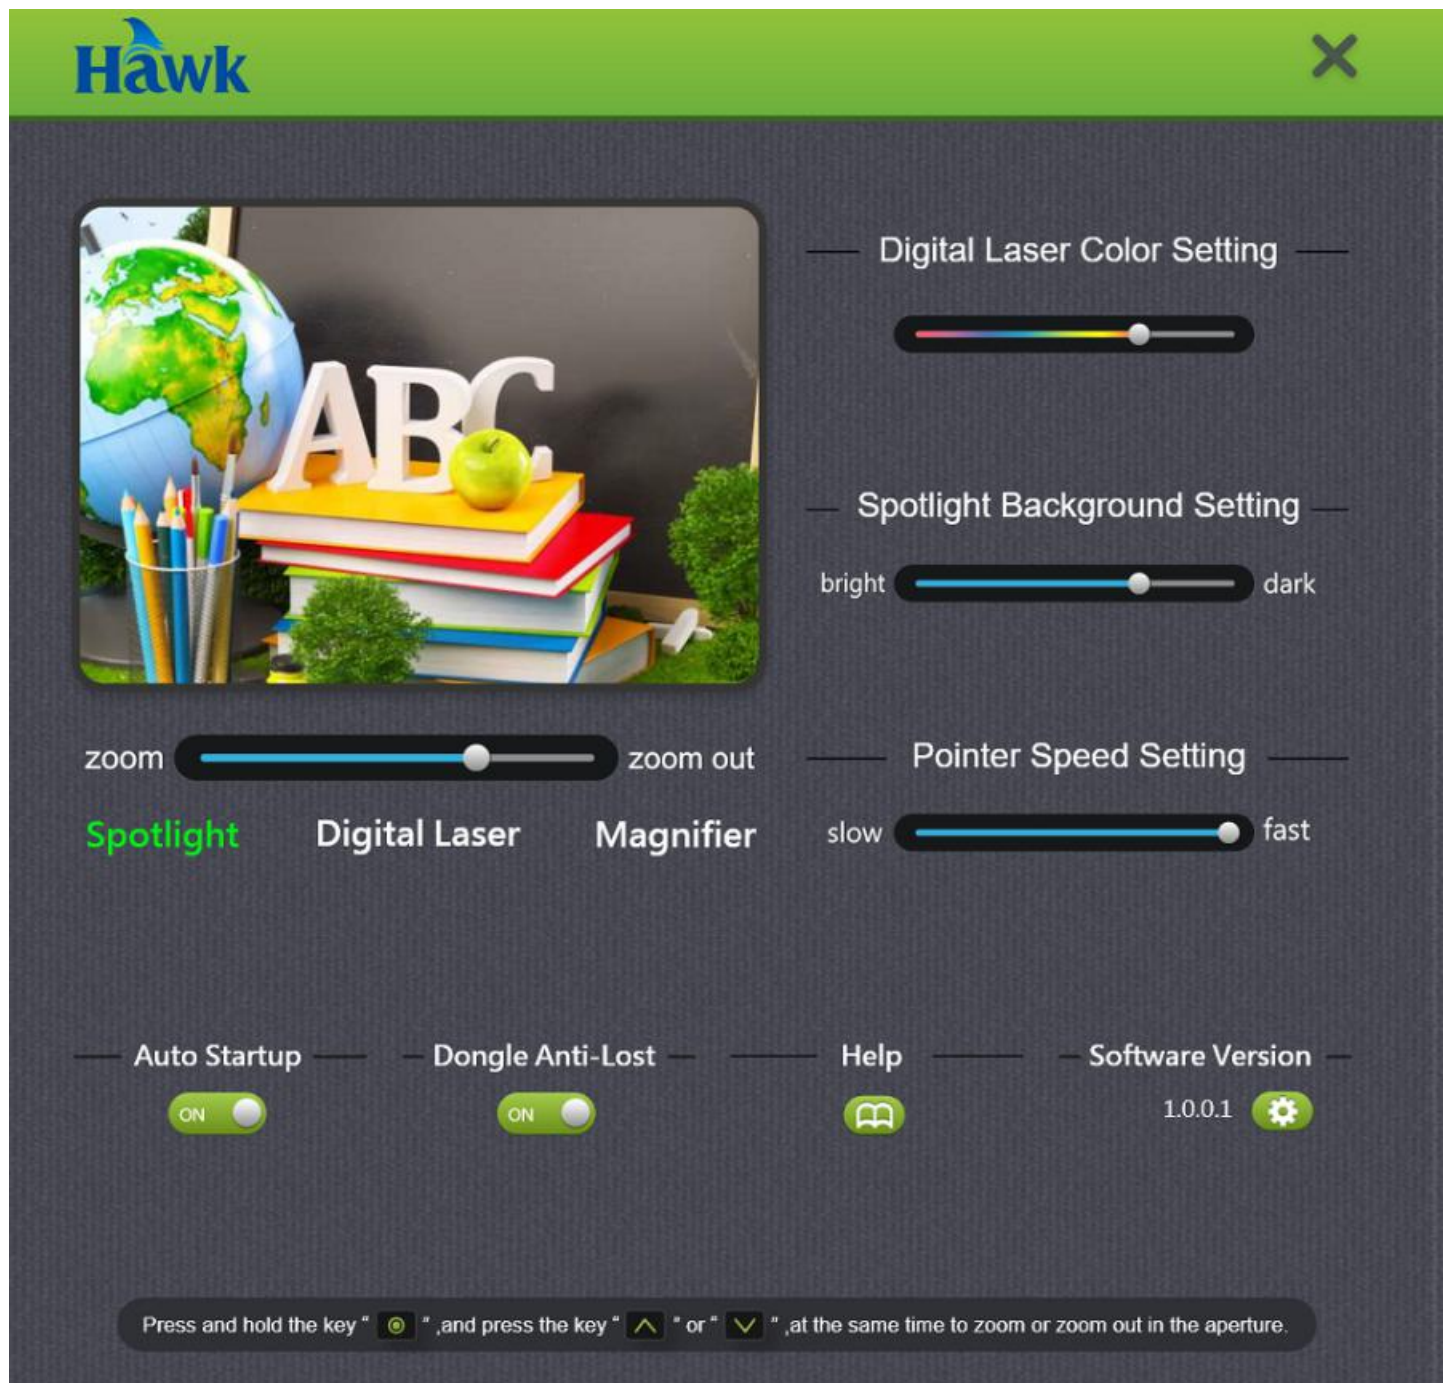 Hawk
ABC
Digital Laser Color Setting
Spotlight Background Setting
bright dark
zoom zoom out
Pointer Speed Setting
Spotlight Digital Laser Magnifier
slow fast
Auto Startup Dongle Anti-Lost Help Software Version
ON ON 1.0.0.1
Press and hold the key “ ” ,and press the key “ ” or “ ” ,at the same time to zoom or zoom out in the aperture.